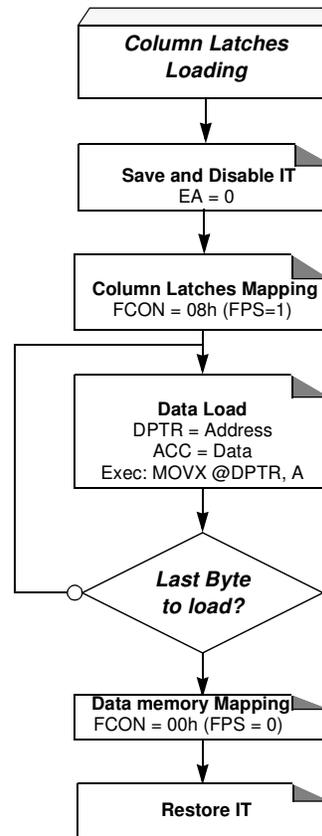 Column Latches
Loading
Save and Disable IT
EA = 0
Column Latches Mapping
FCON = 08h (FPS=1)
Data Load
DPTR = Address
ACC = Data
Exec: MOVX @DPTR, A
Last Byte
to load?
Data memory Mapping
FCON = 00h (FPS = 0)
Restore IT